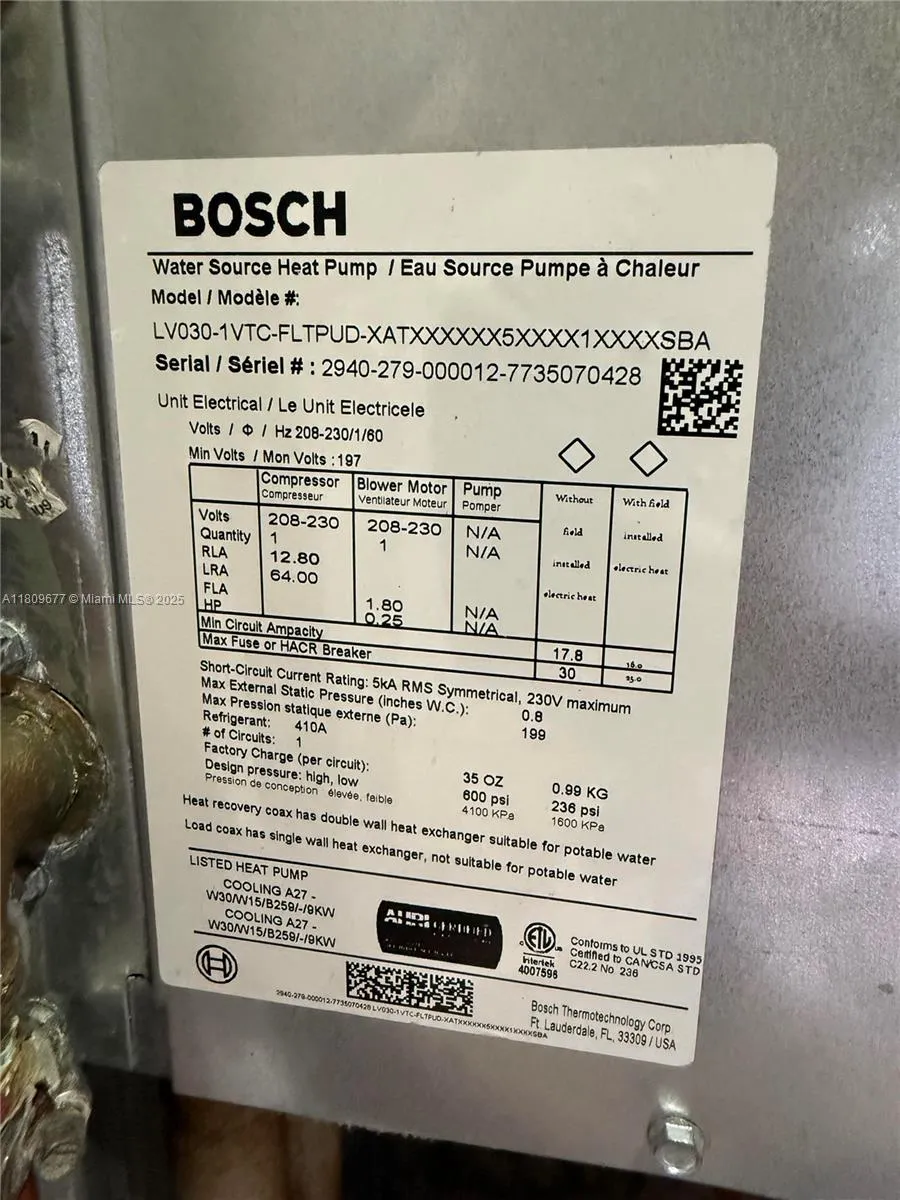 BOSCH
Water Source Heat Pump / Eau Source Pumpe à Chaleur
Model / Modèle #:
LV030-1VTC-FLTPUD-XATXXXXXX5XXXX1XXXXSBA
Serial / Sériel # : 2940-279-000012-7735070428
Unit Electrical / Le Unit Electricele
Volts / Φ / Hz 208-230/1/60
Min Volts / Mon Volts : 197
Compressor Blower Motor Pump Without With field
Compresseur Ventilateur Moteur Pomper field installed
installed electric heat
electric heat
Volts 208-230 208-230 N/A
Quantity 1 1 N/A
RLA 12.80
LRA 64.00
FLA 1.80 N/A
HP 0.25 N/A
Min Circuit Ampacity 17.8 16.0
Max Fuse or HACR Breaker 30 25.0
Short-Circuit Current Rating: 5kA RMS Symmetrical, 230V maximum
Max External Static Pressure (inches W.C.): 0.8
Max Pression statique externe (Pa): 199
Refrigerant: 410A
# of Circuits: 1
Factory Charge (per circuit): 35 OZ 0.99 KG
Design pressure: high, low 600 psi 236 psi
Pression de conception élevée, faible 4100 KPa 1600 KPa
Heat recovery coax has double wall heat exchanger suitable for potable water
Load coax has single wall heat exchanger, not suitable for potable water
LISTED HEAT PUMP
COOLING A27 -
W30/W15/B259/-/9KW
COOLING A27 -
W30/W15/B259/-/9KW
AHRI CERTIFIED
ETL
c us
Intertek
4007596
Conforms to UL STD 1995
Certified to CAN/CSA STD
C22.2 No 236
2940-279-000012-7735070428 LV030-1VTC-FLTPUD-XATXXXXXX5XXXX1XXXXSBA
Bosch Thermotechnology Corp.
Ft. Lauderdale, FL, 33309 / USA
A11809677 © Miami MLS® 2025